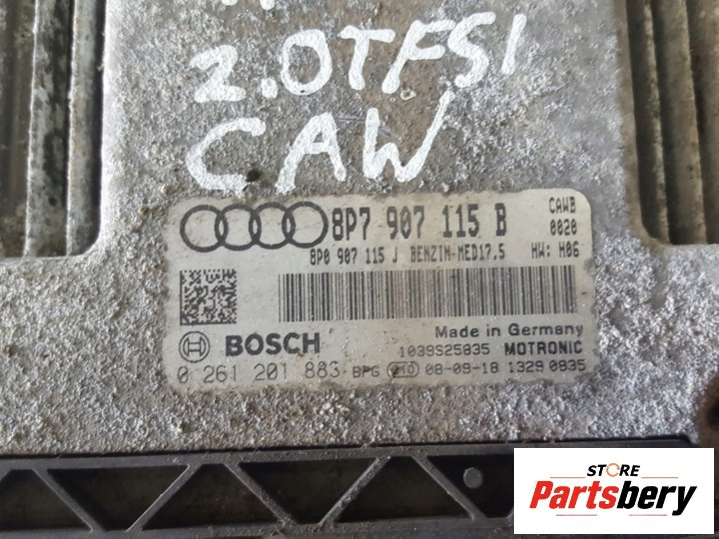 2.0TFSI
CAW
8P7 907 115 B CAWB
0020
8P0 907 115 J BENZIN-MED17.5 HW: H06
Made in Germany
BOSCH 1039S25835 MOTRONIC
0 261 201 883 BPG 08-09-18 1329 0835
STORE
Partsbery